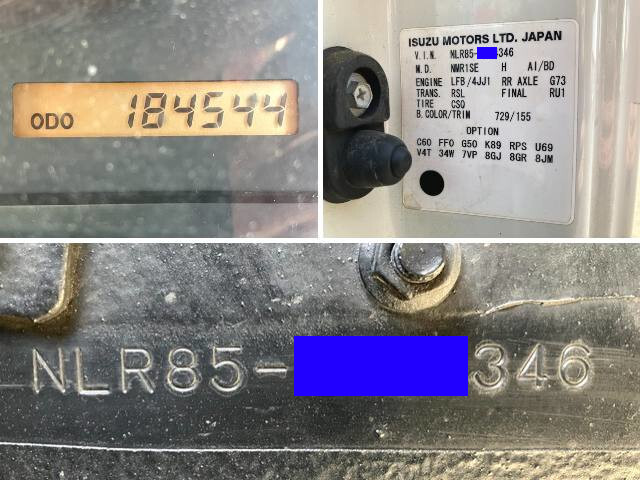 ODO 184544
ISUZU MOTORS LTD. JAPAN
V.I.N. NLR85- -346
M.D. NMR1SE H AI/BD
ENGINE LFB/4JJ1 RR AXLE G73
TRANS. RSL FINAL RU1
TIRE CSQ
B.COLOR/TRIM 729/155
OPTION
C60 FF0 G50 K89 RPS U69
V4T 34W 7VP 8GJ 8GR 8JM
NLR85- 346